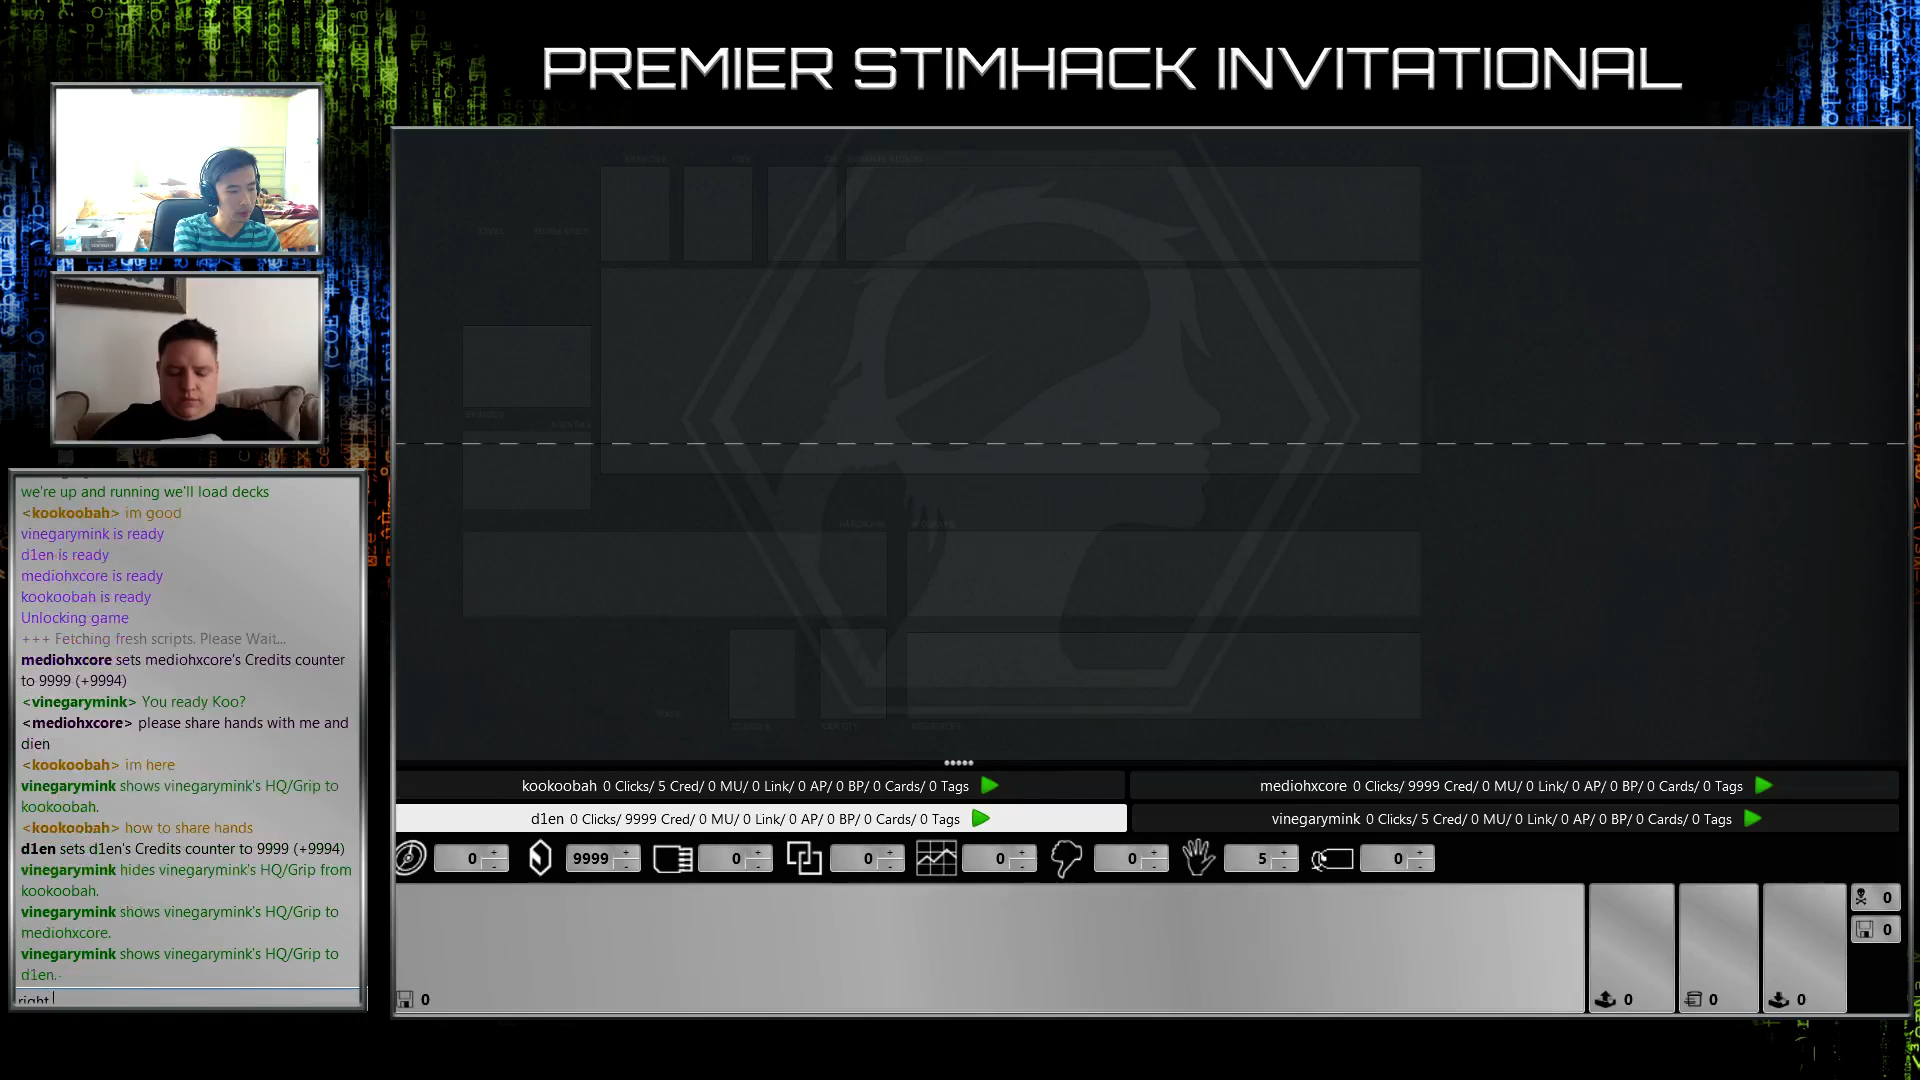 PREMIER STIMHACK INVITATIONAL
we're up and running we'll load decks
<kookoobah> im good
vinegarymink is ready
d1en is ready
mediohxcore is ready
kookoobah is ready
Unlocking game
+++ Fetching fresh scripts. Please Wait...
mediohxcore sets mediohxcore's Credits counter
to 9999 (+9994)
<vinegarymink> You ready Koo?
<mediohxcore> please share hands with me and
dien
<kookoobah> im here
vinegarymink shows vinegarymink's HQ/Grip to
kookoobah.
<kookoobah> how to share hands
d1en sets d1en's Credits counter to 9999 (+9994)
vinegarymink hides vinegarymink's HQ/Grip from
kookoobah.
vinegarymink shows vinegarymink's HQ/Grip to
mediohxcore.
vinegarymink shows vinegarymink's HQ/Grip to
d1en.
right
kookoobah 0 Clicks/ 5 Cred/ 0 MU/ 0 Link/ 0 AP/ 0 BP/ 0 Cards/ 0 Tags
mediohxcore 0 Clicks/ 9999 Cred/ 0 MU/ 0 Link/ 0 AP/ 0 BP/ 0 Cards/ 0 Tags
d1en 0 Clicks/ 9999 Cred/ 0 MU/ 0 Link/ 0 AP/ 0 BP/ 0 Cards/ 0 Tags
vinegarymink 0 Clicks/ 5 Cred/ 0 MU/ 0 Link/ 0 AP/ 0 BP/ 0 Cards/ 0 Tags
0 9999 0 0 0 0 5 0
0
0
0 0 0 0